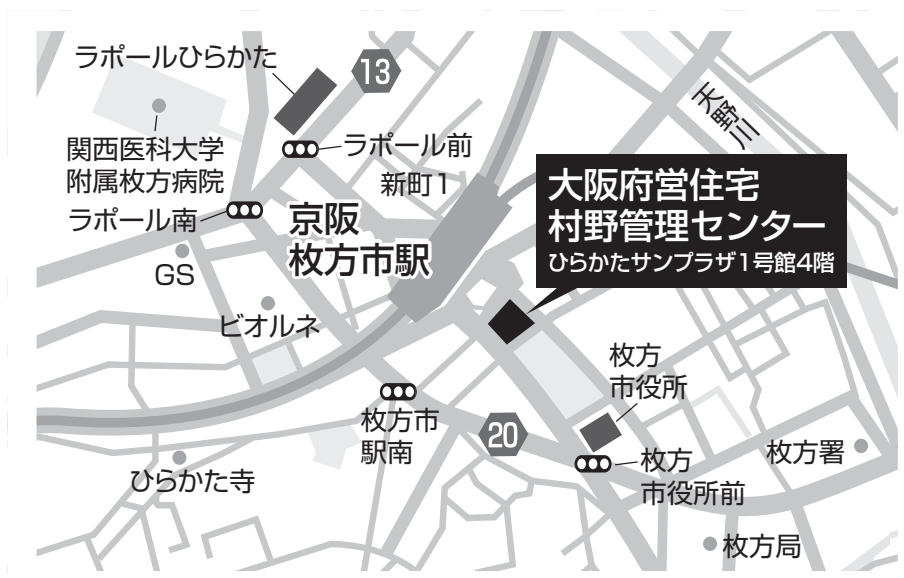 ラポールひらかた
13
関西医科大学
附属枚方病院
ラポール前
新町1
ラポール南
京阪
枚方市駅
天野川
大阪府営住宅
村野管理センター
ひらかたサンプラザ1号館4階
GS
ビオルネ
枚方
市役所
枚方市
駅南
20
ひらかた寺
枚方
市役所前
枚方署
枚方局